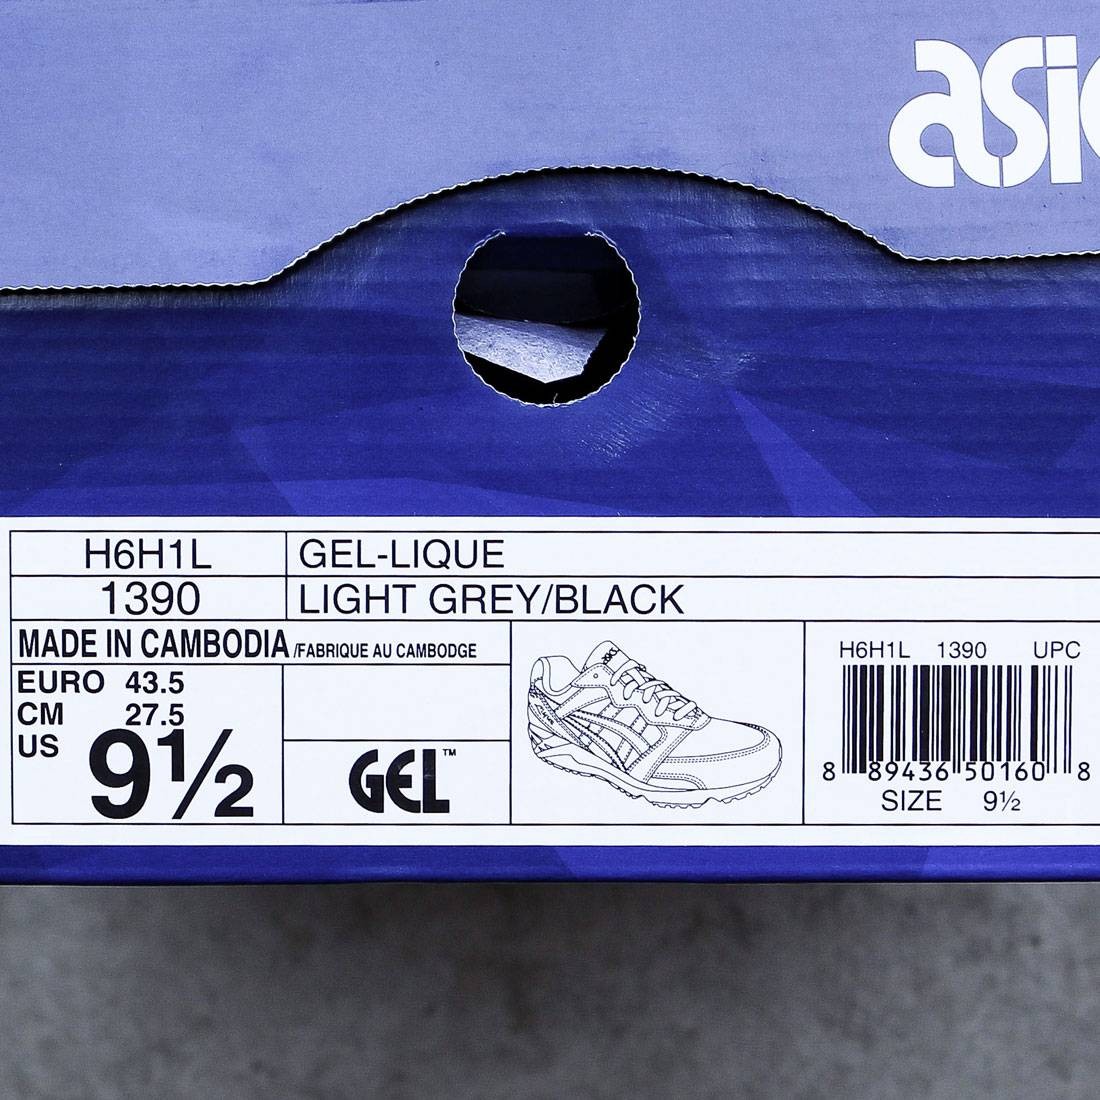 asic
H6H1L GEL-LIQUE
1390 LIGHT GREY/BLACK
MADE IN CAMBODIA /FABRIQUE AU CAMBODGE
EURO 43.5
CM 27.5
US 9½
GEL™
H6H1L 1390 UPC
8 89436 50160 8
SIZE 9½